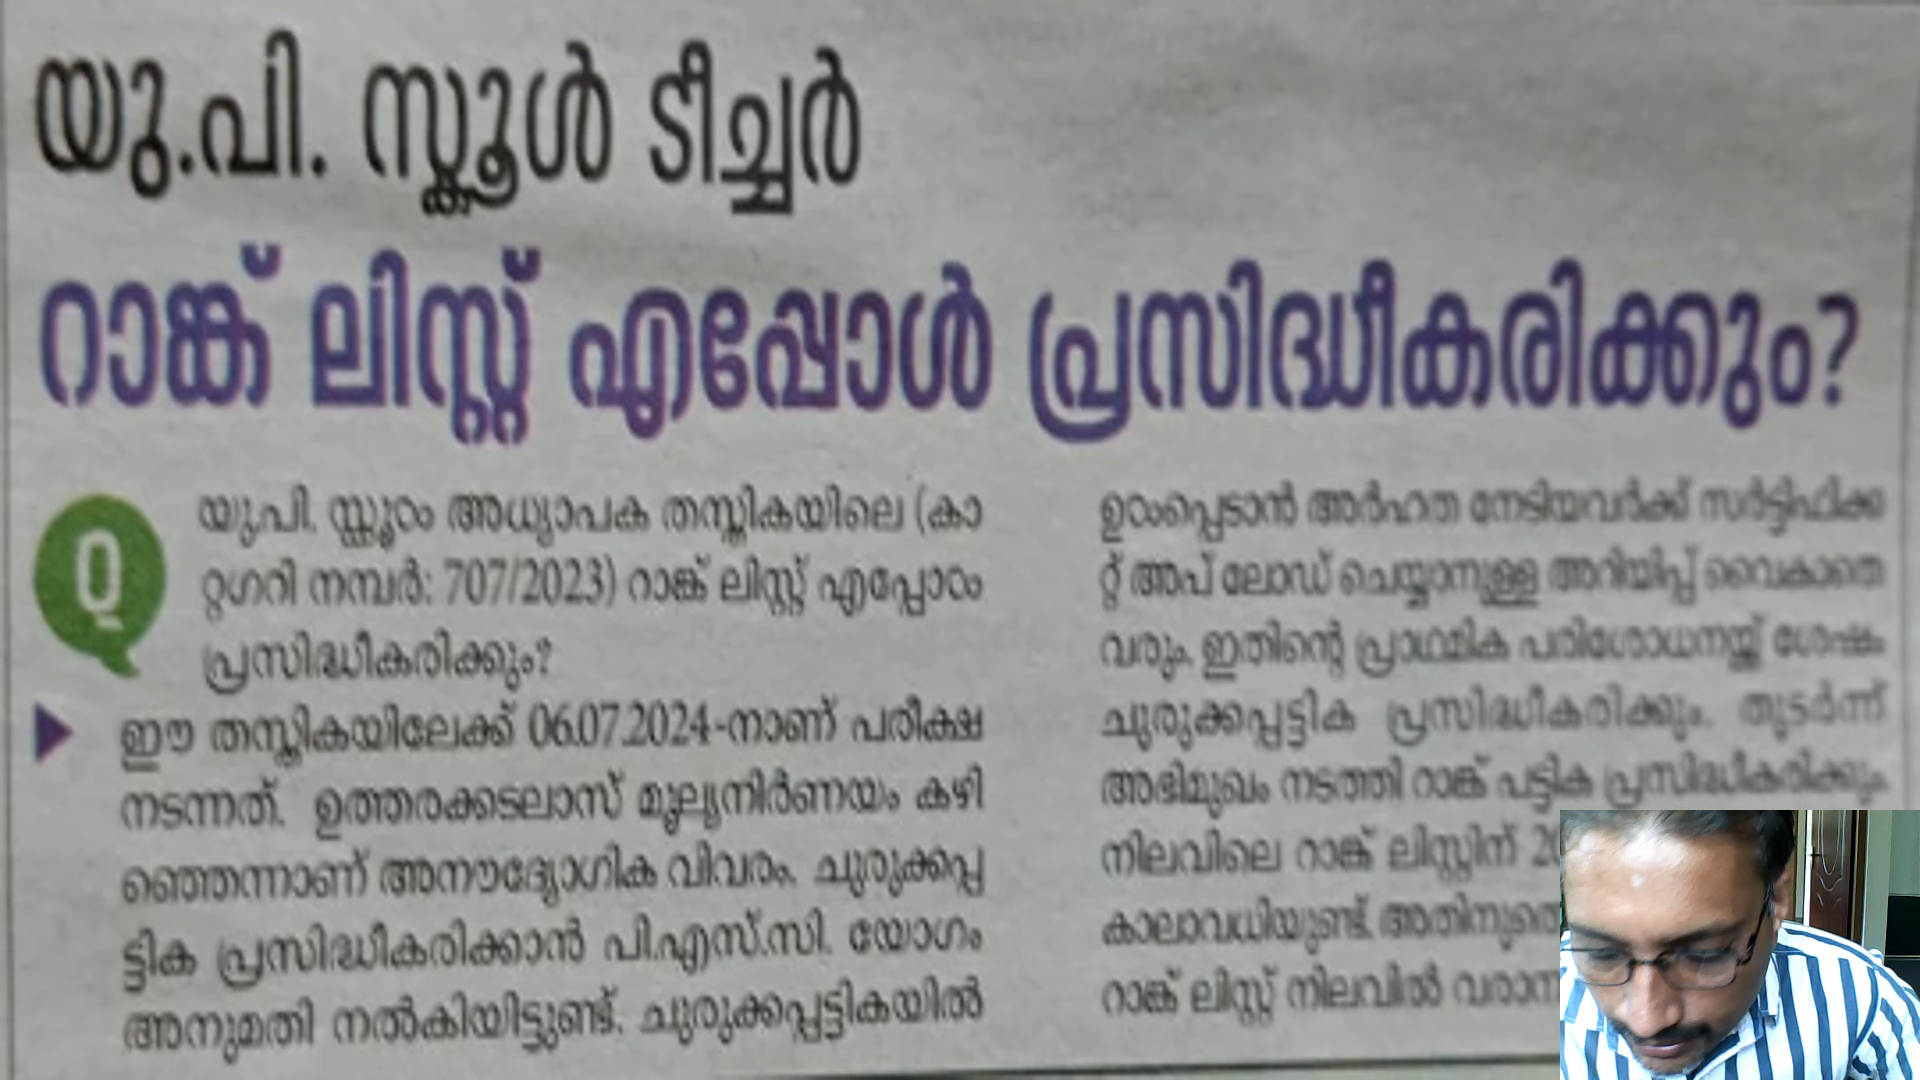 യു.പി. സ്കൂൾ ടീച്ചർ
റാങ്ക് ലിസ്റ്റ് എപ്പോൾ പ്രസിദ്ധീകരിക്കും?
Q
യു.പി. സ്കൂൾ അധ്യാപക തസ്തികയിലെ (കാ
റ്റഗറി നമ്പർ: 707/2023) റാങ്ക് ലിസ്റ്റ് എപ്പോൾ
പ്രസിദ്ധീകരിക്കും?
ഈ തസ്തികയിലേക്ക് 06.07.2024-നാണ് പരീക്ഷ
നടന്നത്. ഉത്തരക്കടലാസ് മൂല്യനിർണയം കഴി
ഞ്ഞെന്നാണ് അനൗദ്യോഗിക വിവരം. ചുരുക്കപ്പ
ട്ടിക പ്രസിദ്ധീകരിക്കാൻ പി.എസ്.സി. യോഗം
അനുമതി നൽകിയിട്ടുണ്ട്. ചുരുക്കപ്പട്ടികയിൽ
ഉൾപ്പെടാൻ അർഹത നേടിയവർക്ക് സർട്ടിഫിക്ക
റ്റ് അപ് ലോഡ് ചെയ്യാനുള്ള അറിയിപ്പ് വൈകാതെ
വരും. ഇതിന്റെ പ്രാഥമിക പരിശോധനയ്ക്ക് ശേഷം
ചുരുക്കപ്പട്ടിക പ്രസിദ്ധീകരിക്കും. തുടർന്ന്
അഭിമുഖം നടത്തി റാങ്ക് പട്ടിക പ്രസിദ്ധീകരിക്കും.
നിലവിലെ റാങ്ക് ലിസ്റ്റിന്
കാലാവധിയുണ്ട്.
റാങ്ക് ലിസ്റ്റ് നിലവിൽ